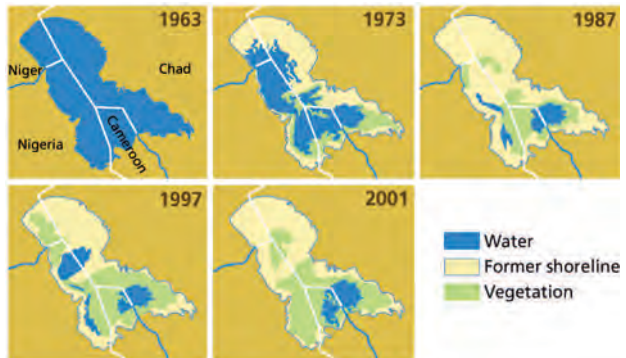 1963
Niger
Chad
Nigeria
Cameroon
1973
1987
1997
2001
Water
Former shoreline
Vegetation